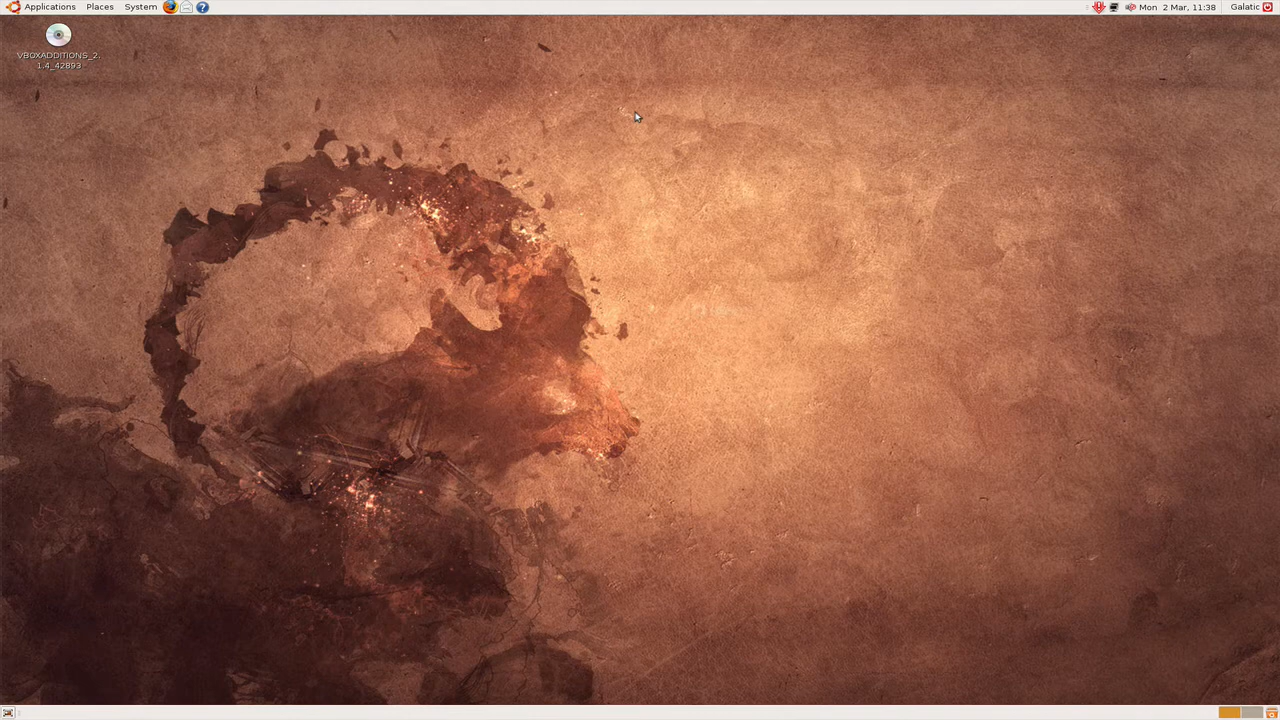 Applications Places System Mon 2 Mar, 11:38 Galatic
VBOXADDITIONS_2.
1.4_42893